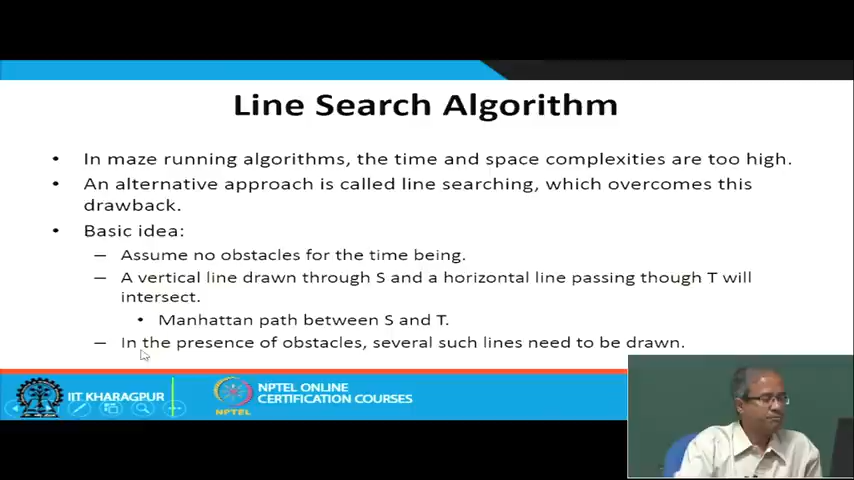 Line Search Algorithm
• In maze running algorithms, the time and space complexities are too high.
• An alternative approach is called line searching, which overcomes this
drawback.
• Basic idea:
– Assume no obstacles for the time being.
– A vertical line drawn through S and a horizontal line passing though T will
intersect.
• Manhattan path between S and T.
– In the presence of obstacles, several such lines need to be drawn.
IIT KHARAGPUR
NPTEL
NPTEL ONLINE
CERTIFICATION COURSES